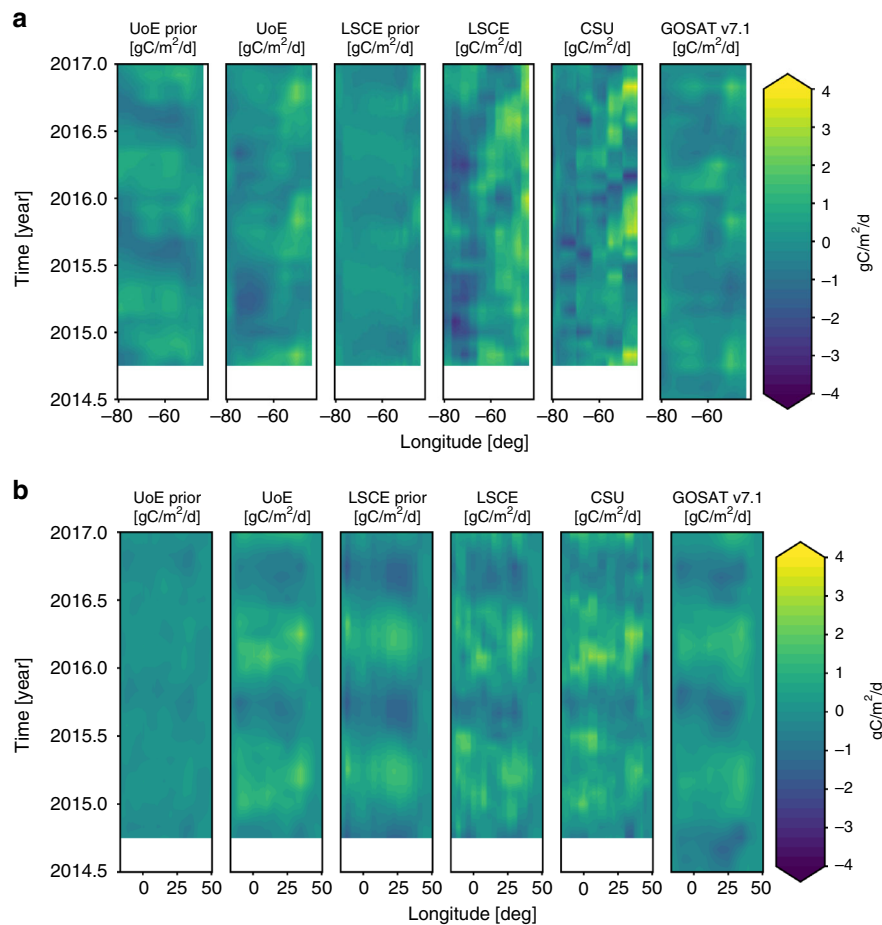 a
UoE prior UoE LSCE prior LSCE CSU GOSAT v7.1
[gC/m²/d] [gC/m²/d] [gC/m²/d] [gC/m²/d] [gC/m²/d] [gC/m²/d]
2017.0
2016.5
2016.0
2015.5
2015.0
2014.5
Time [year]
−80 −60 −80 −60 −80 −60 −80 −60 −80 −60 −80 −60
Longitude [deg]
4
3
2
1
0
−1
−2
−3
−4
gC/m²/d
b
UoE prior UoE LSCE prior LSCE CSU GOSAT v7.1
[gC/m²/d] [gC/m²/d] [gC/m²/d] [gC/m²/d] [gC/m²/d] [gC/m²/d]
2017.0
2016.5
2016.0
2015.5
2015.0
2014.5
Time [year]
0 25 50 0 25 50 0 25 50 0 25 50 0 25 50 0 25 50
Longitude [deg]
4
3
2
1
0
−1
−2
−3
−4
gC/m²/d